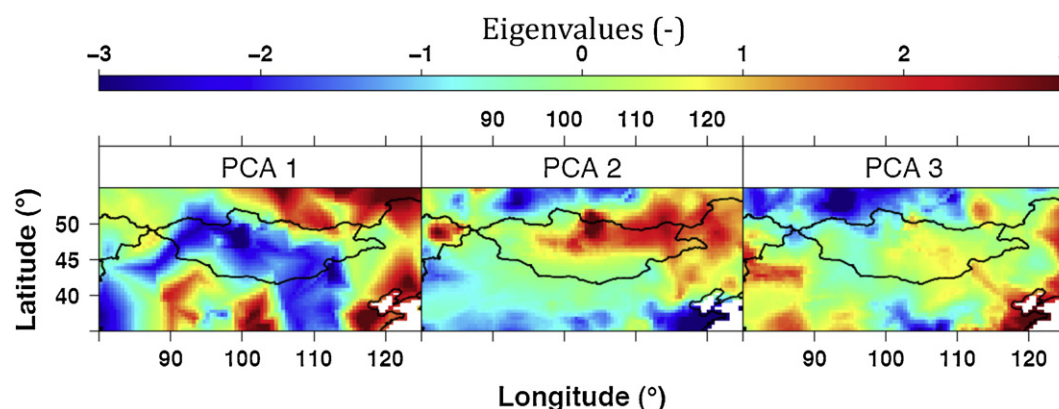 Eigenvalues (-)
−3 −2 −1 0 1 2
90 100 110 120
PCA 1 PCA 2 PCA 3
Latitude (°)
50
45
40
90 100 110 120 90 100 110 120
Longitude (°)